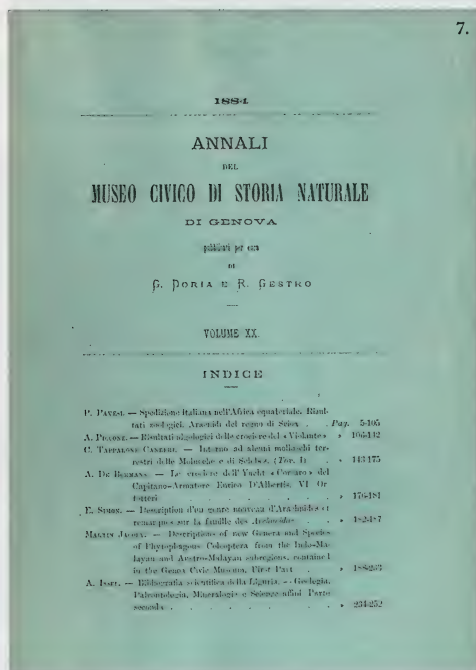 7.
1884
ANNALI
DEL
MUSEO CIVICO DI STORIA NATURALE
DI GENOVA
pubblicati per cura
DI
G. DORIA E R. GESTRO
VOLUME XX.
INDICE
P. PAVESI. — Spedizione italiana nell'Africa equatoriale. Risul-
tati zoologici. Aracnidi del regno di Scioa . . Pag. 5-105
A. PICCONE. — Risultati algologici delle crociere del «Violante» » 106-142
C. TAPPARONE CANEFRI. — Intorno ad alcuni molluschi ter-
restri delle Molucche e di Selebes. (Tav. I) . » 143-175
A. DE BORMANS. — Le crociere dell'Yacht «Corsaro» del
Capitano-Armatore Enrico D'Albertis. VI Or-
totteri . » 176-181
E. SIMON. — Description d'un genre nouveau d'Arachnides et
remarques sur la famille des » 182-187
MARTIN JACOBY. — Descriptions of new Genera and Species
of Phytophagous Coleoptera from the Indo-Ma-
layan and Austro-Malayan subregions, contained
in the Genoa Civic Museum. First Part . » 188-233
A. ISSEL. — Bibliografia scientifica della Liguria. — Geologia,
Paleontologia, Mineralogia e Scienze affini Parte
seconda . . . . . . . . » 234-252